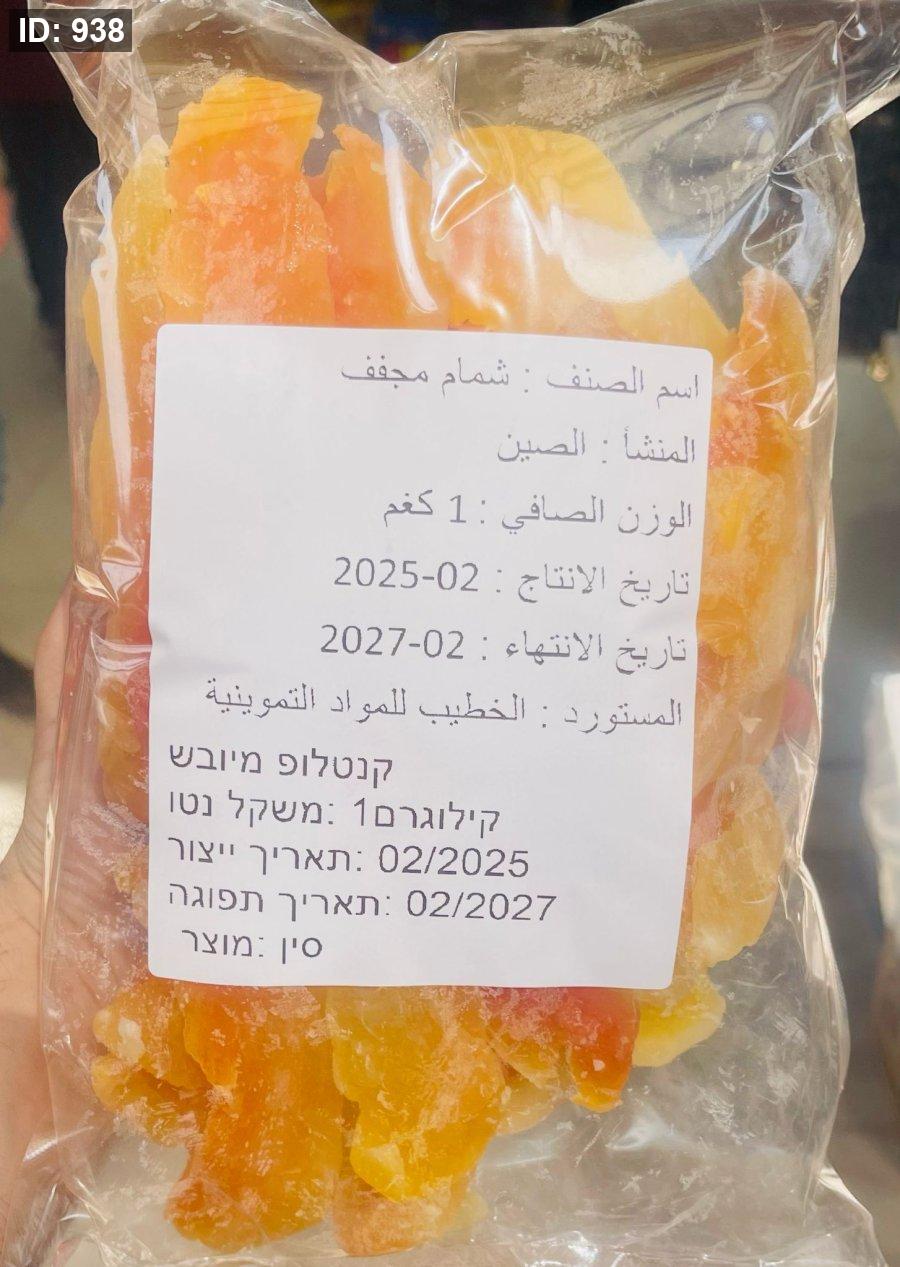 ID: 938
اسم الصنف : شمام مجفف
المنشأ : الصين
الوزن الصافي : 1 كغم
تاريخ الانتاج : 02-2025
تاريخ الانتهاء : 02-2027
المستورد : الخطيب للمواد التموينية
קנטלופ מיובש
קילוגרם1 :משקל נטו
תאריך ייצור: 02/2025
תאריך תפוגה: 02/2027
סין :מוצר